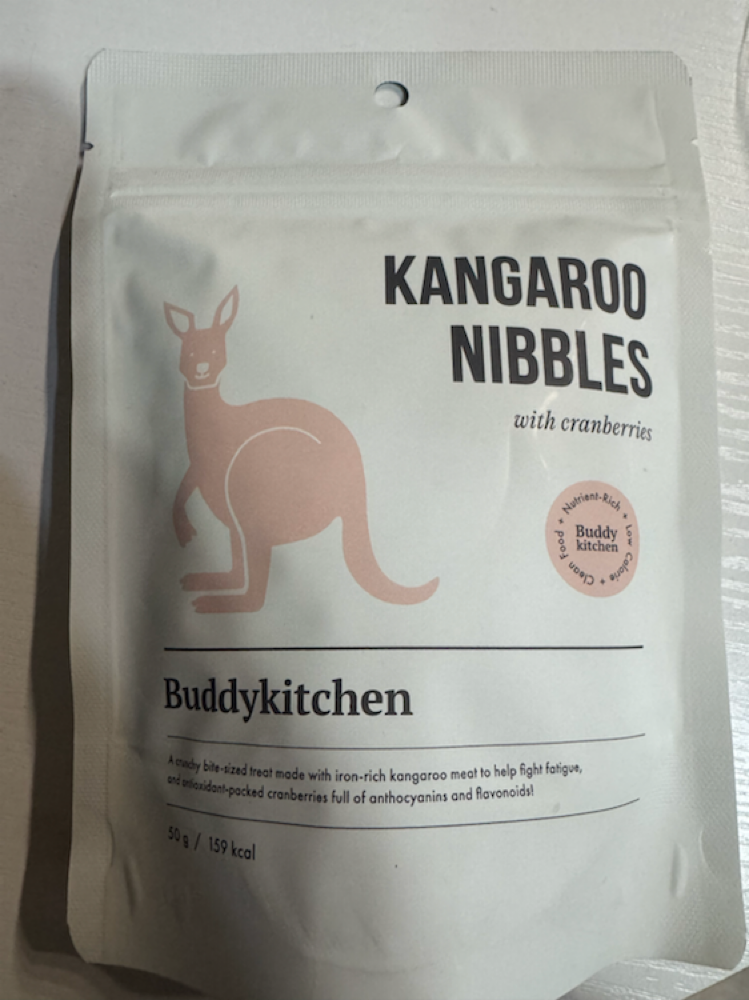 KANGAROO
NIBBLES
with cranberries
Nutrient-Rich + Low Calorie + Clean Food +
Buddy
kitchen
Buddykitchen
A crunchy bite-sized treat made with iron-rich kangaroo meat to help fight fatigue,
and antioxidant-packed cranberries full of anthocyanins and flavonoids!
50 g / 159 kcal